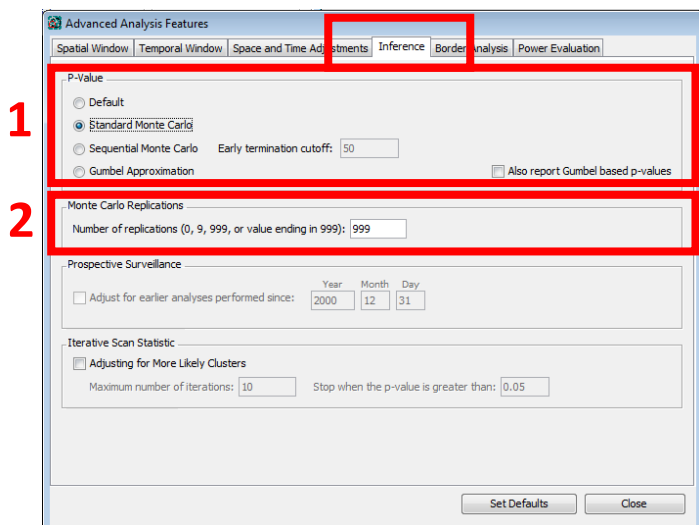 Advanced Analysis Features
Spatial Window Temporal Window Space and Time Adjustments Inference Border Analysis Power Evaluation
1
P-Value
Default
Standard Monte Carlo
Sequential Monte Carlo Early termination cutoff: 50
Gumbel Approximation Also report Gumbel based p-values
2
Monte Carlo Replications
Number of replications (0, 9, 999, or value ending in 999): 999
Prospective Surveillance
Year Month Day
Adjust for earlier analyses performed since: 2000 12 31
Iterative Scan Statistic
Adjusting for More Likely Clusters
Maximum number of iterations: 10 Stop when the p-value is greater than: 0.05
Set Defaults Close